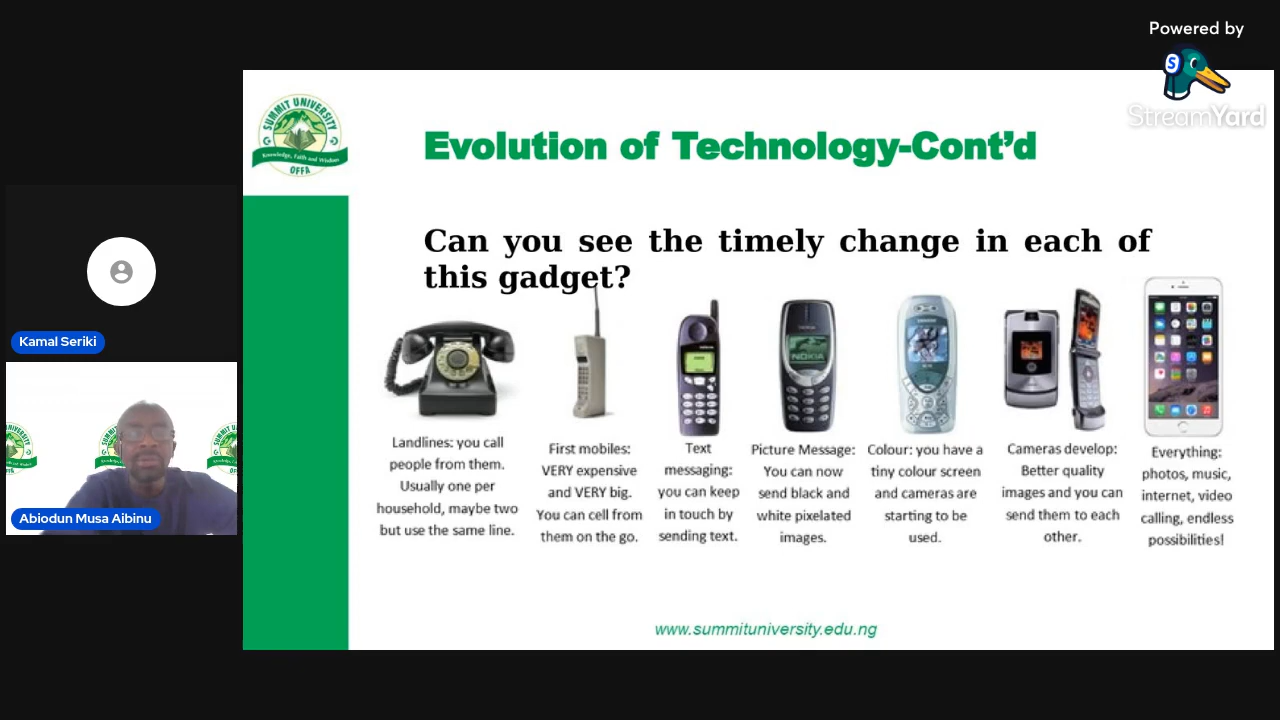 Powered by
StreamYard
SUMMIT UNIVERSITY
Knowledge, Faith and Wisdom
OFFA
Evolution of Technology-Cont'd
Can you see the timely change in each of
this gadget?
NOKIA
Landlines: you call
people from them.
Usually one per
household, maybe two
but use the same line.
First mobiles:
VERY expensive
and VERY big.
You can cell from
them on the go.
Text
messaging:
you can keep
in touch by
sending text.
Picture Message:
You can now
send black and
white pixelated
images.
Colour: you have a
tiny colour screen
and cameras are
starting to be
used.
Cameras develop:
Better quality
images and you can
send them to each
other.
Everything:
photos, music,
internet, video
calling, endless
possibilities!
www.summituniversity.edu.ng
Kamal Seriki
Abiodun Musa Aibinu